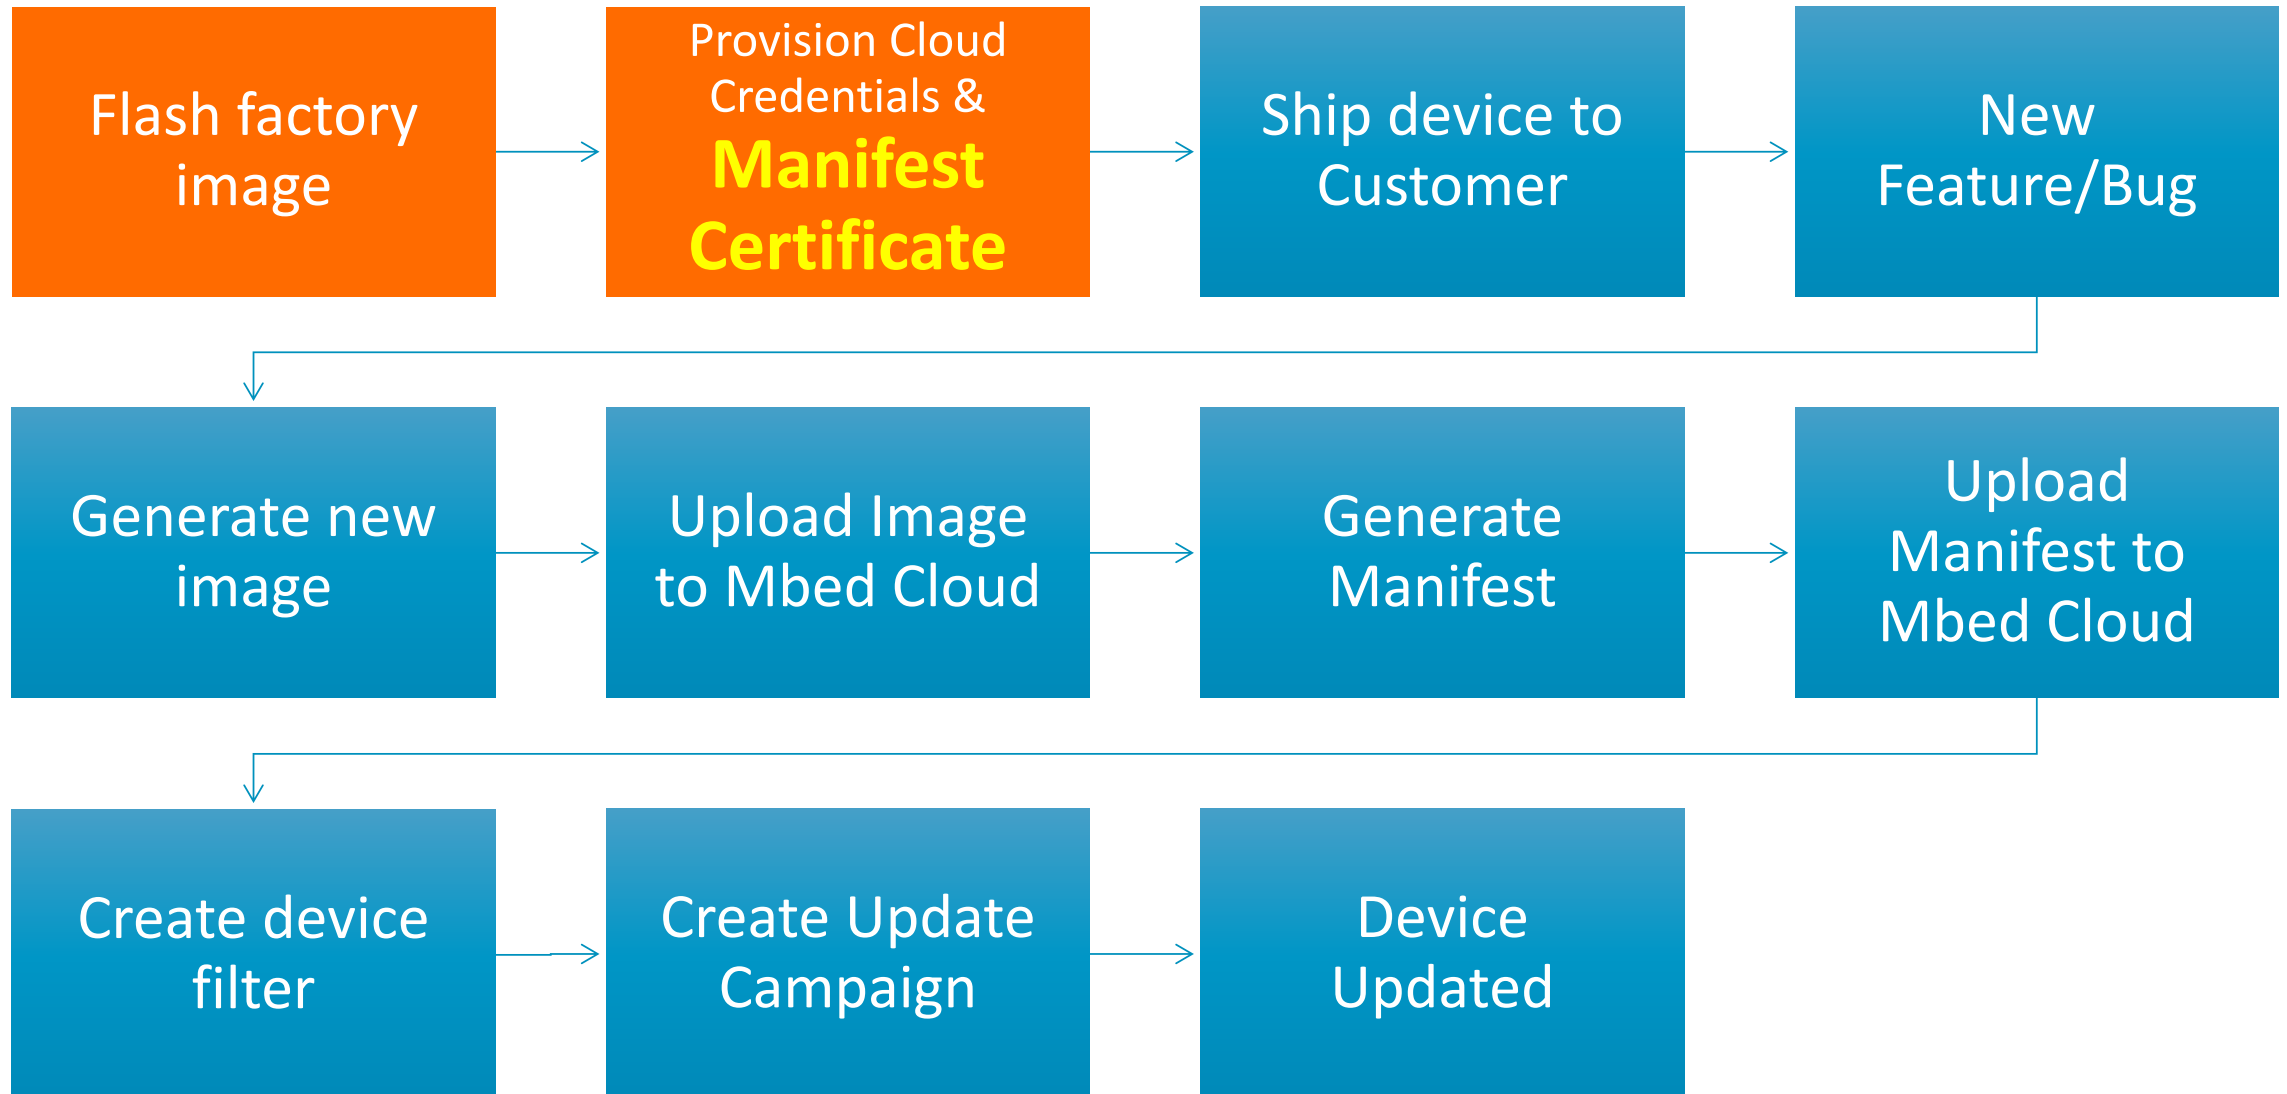 Flash factory
image
Provision Cloud
Credentials &
Manifest
Certificate
Ship device to
Customer
New
Feature/Bug
Generate new
image
Upload Image
to Mbed Cloud
Generate
Manifest
Upload
Manifest to
Mbed Cloud
Create device
filter
Create Update
Campaign
Device
Updated